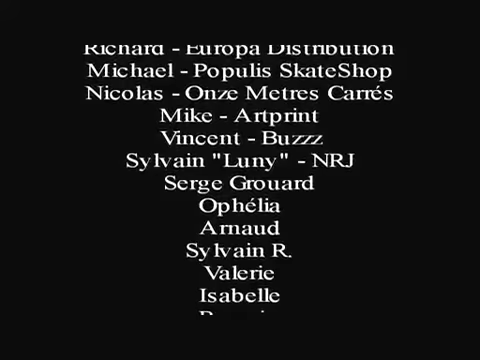 Richard - Europa Distribution
Michael - Populis SkateShop
Nicolas - Onze Metres Carrés
Mike - Artprint
Vincent - Buzzz
Sylvain "Luny" - NRJ
Serge Grouard
Ophélia
Arnaud
Sylvain R.
Valerie
Isabelle